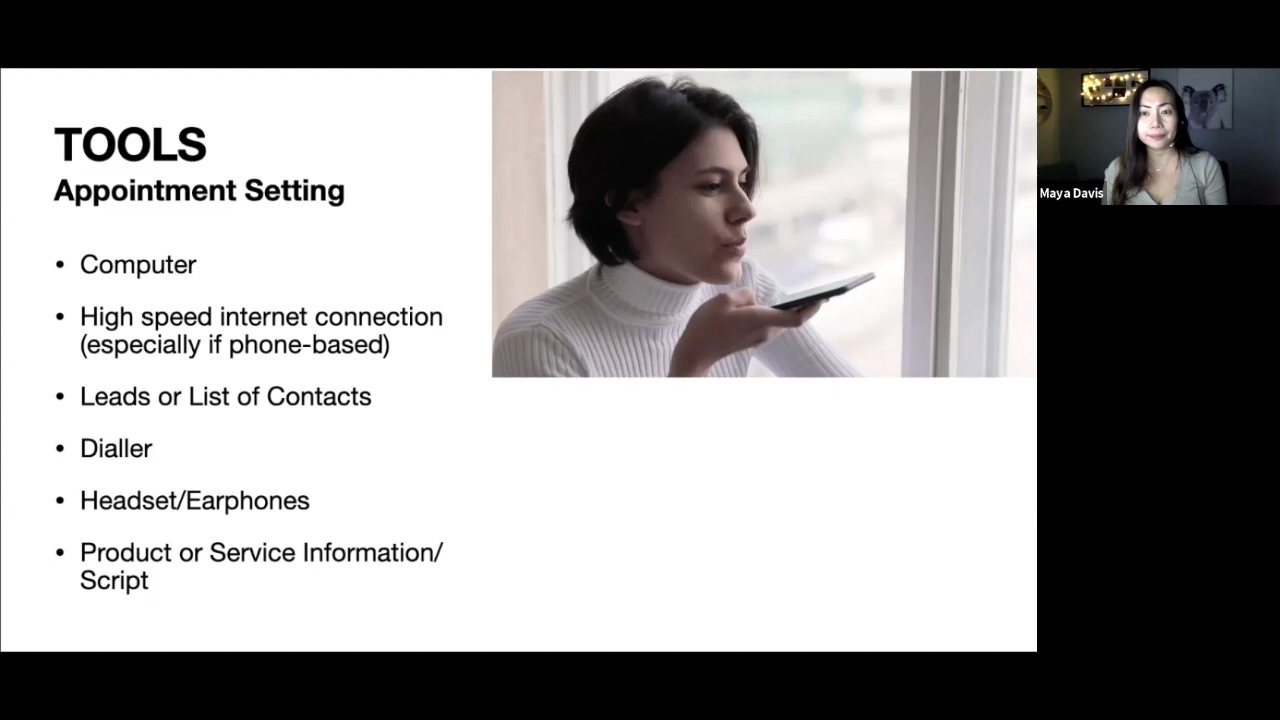 TOOLS
Appointment Setting
• Computer
• High speed internet connection
(especially if phone-based)
• Leads or List of Contacts
• Dialler
• Headset/Earphones
• Product or Service Information/
Script
Maya Davis